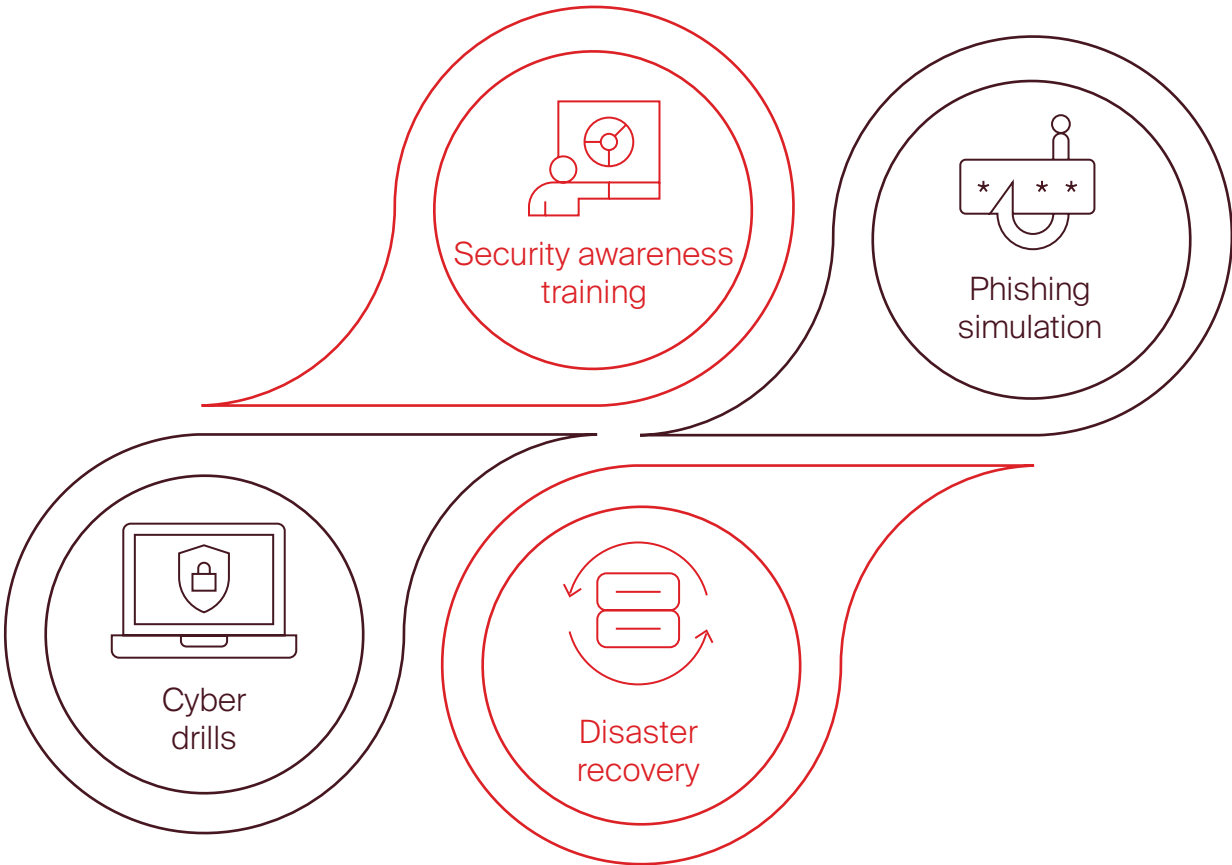 Security awareness
training
Phishing
simulation
* * *
Cyber
drills
Disaster
recovery